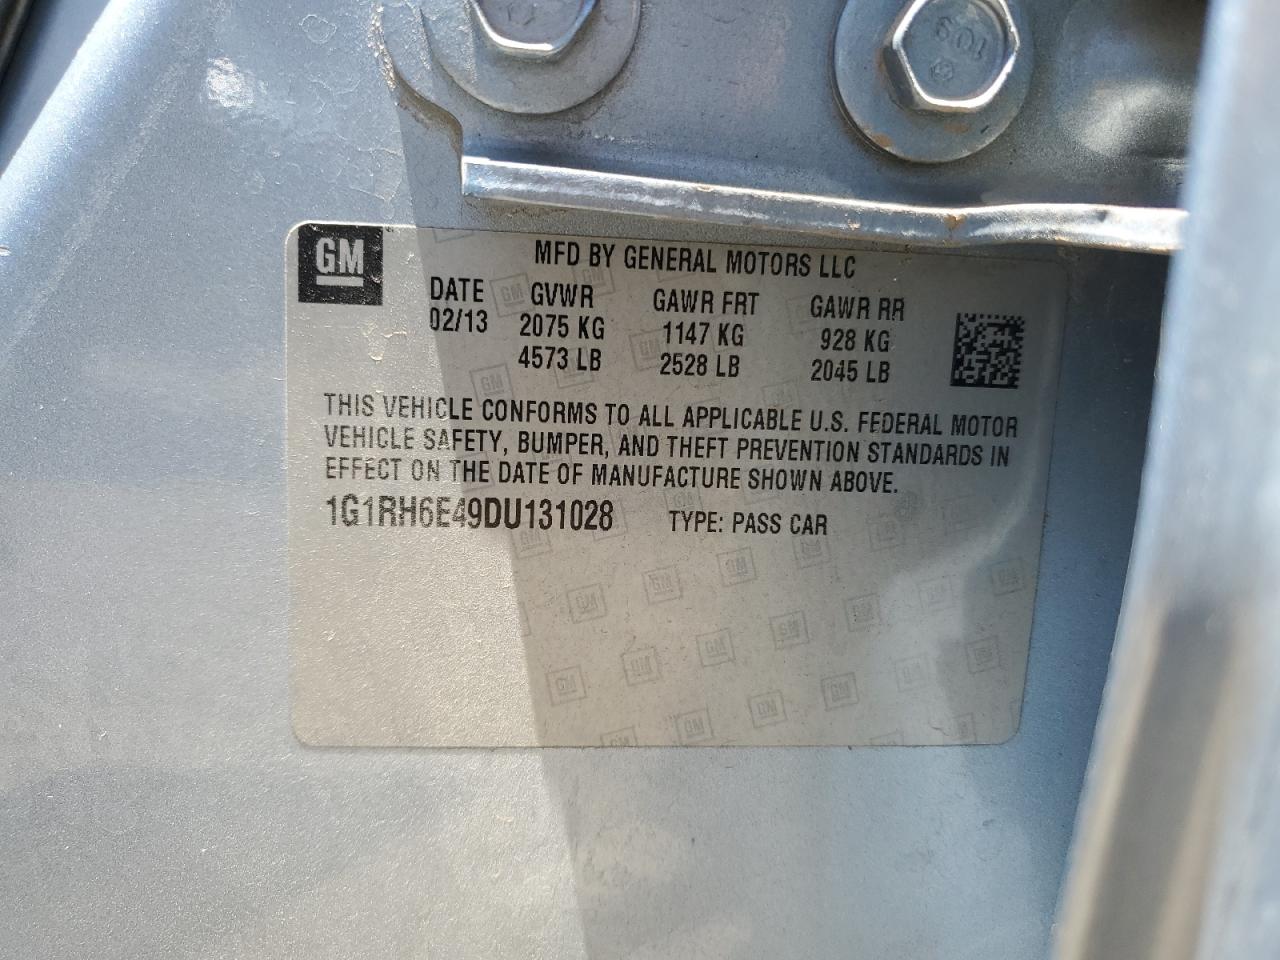 109
GM
MFD BY GENERAL MOTORS LLC
DATE GVWR GAWR FRT GAWR RR
02/13 2075 KG 1147 KG 928 KG
4573 LB 2528 LB 2045 LB
THIS VEHICLE CONFORMS TO ALL APPLICABLE U.S. FEDERAL MOTOR
VEHICLE SAFETY, BUMPER, AND THEFT PREVENTION STANDARDS IN
EFFECT ON THE DATE OF MANUFACTURE SHOWN ABOVE.
1G1RH6E49DU131028 TYPE: PASS CAR